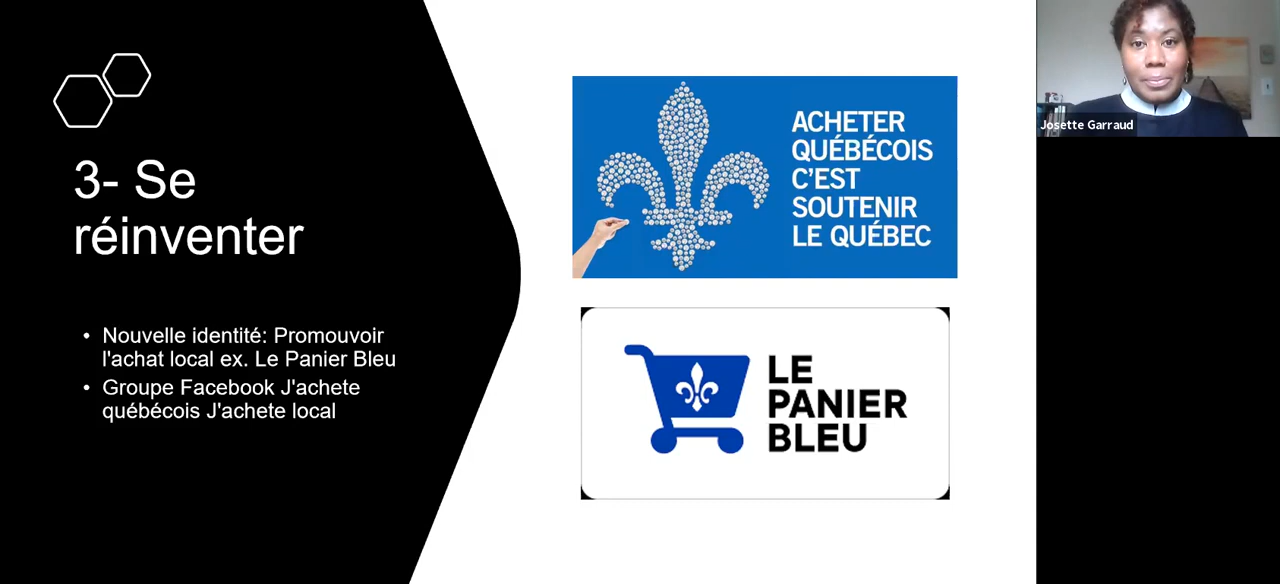 3- Se
réinventer
• Nouvelle identité: Promouvoir
l'achat local ex. Le Panier Bleu
• Groupe Facebook J'achete
québécois J'achete local
ACHETER
QUÉBÉCOIS
C'EST
SOUTENIR
LE QUÉBEC
LE
PANIER
BLEU
Josette Garraud